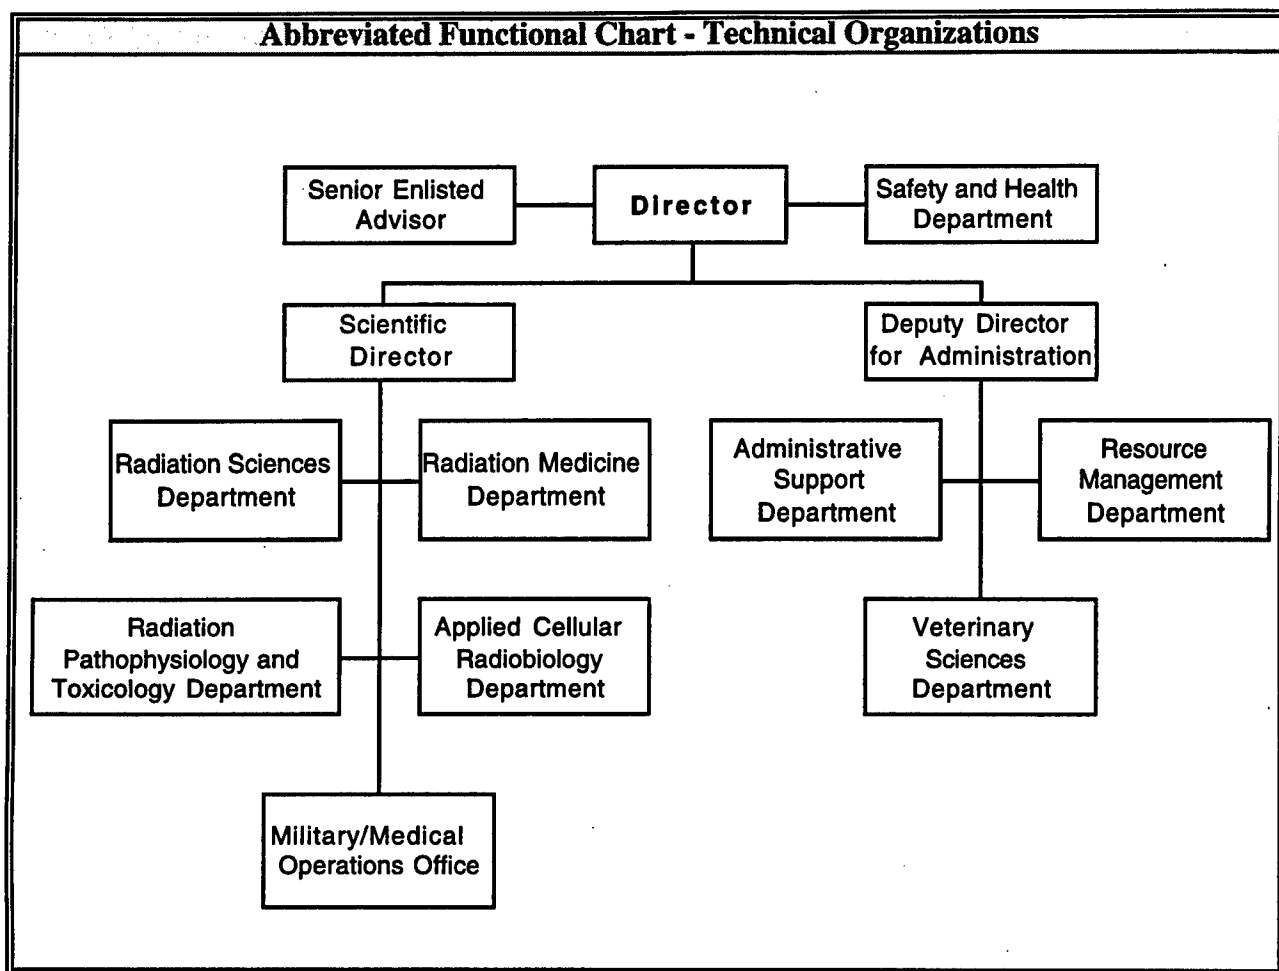 Abbreviated Functional Chart - Technical Organizations
Senior Enlisted
Advisor
Director
Safety and Health
Department
Scientific
Director
Deputy Director
for Administration
Radiation Sciences
Department
Radiation Medicine
Department
Administrative
Support
Department
Resource
Management
Department
Radiation
Pathophysiology and
Toxicology Department
Applied Cellular
Radiobiology
Department
Veterinary
Sciences
Department
Military/Medical
Operations Office